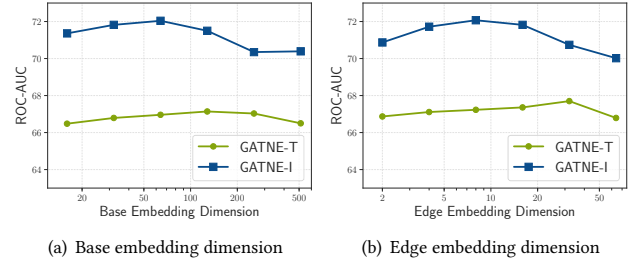 72
70
68
66
64
ROC-AUC
GATNE-T
GATNE-I
20
50
100
200
500
Base Embedding Dimension
(a) Base embedding dimension
72
70
68
66
64
ROC-AUC
GATNE-T
GATNE-I
2
5
10
20
50
Edge Embedding Dimension
(b) Edge embedding dimension